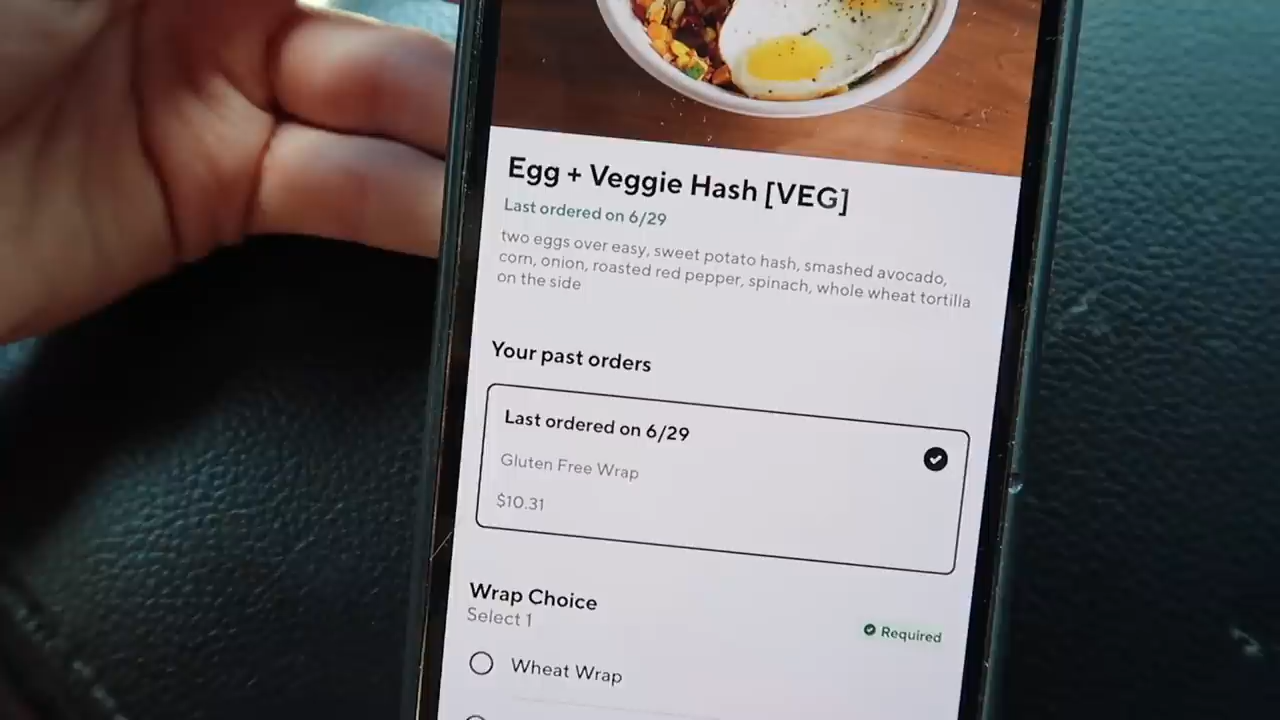 Egg + Veggie Hash [VEG]
Last ordered on 6/29
two eggs over easy, sweet potato hash, smashed avocado,
corn, onion, roasted red pepper, spinach, whole wheat tortilla
on the side
Your past orders
Last ordered on 6/29
Gluten Free Wrap
$10.31
Wrap Choice
Select 1
Required
Wheat Wrap